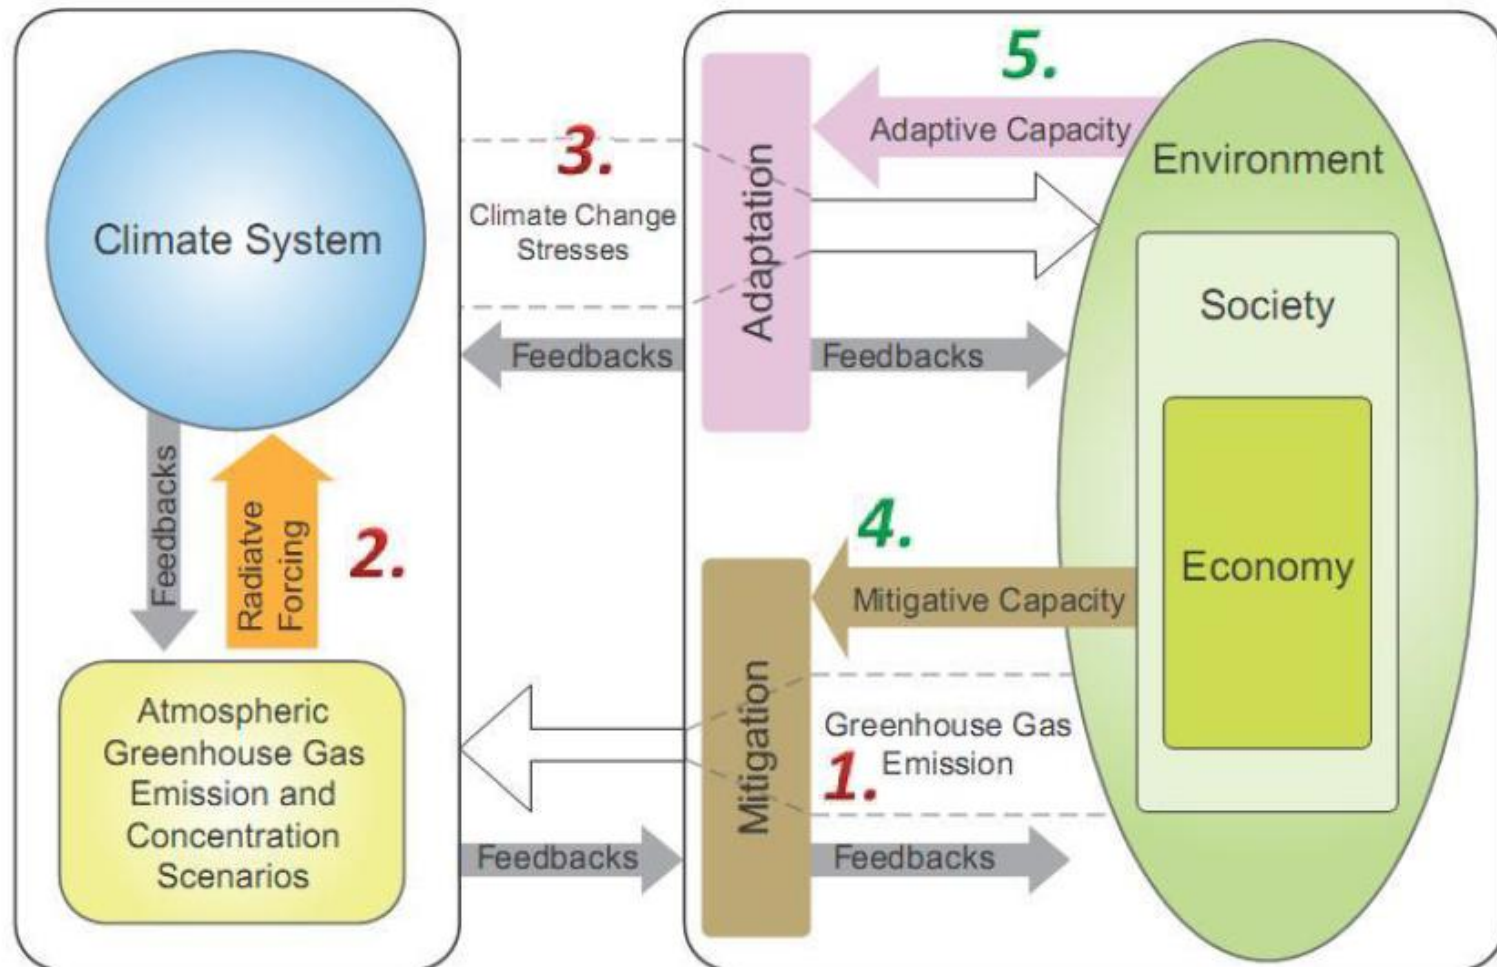 Climate System
Feedbacks
Radiatve
Forcing
2.
Atmospheric
Greenhouse Gas
Emission and
Concentration
Scenarios
3.
Climate Change
Stresses
Feedbacks
Feedbacks
Adaptation
5.
Adaptive Capacity
Feedbacks
4.
Mitigative Capacity
Mitigation
Greenhouse Gas
1. Emission
Feedbacks
Environment
Society
Economy